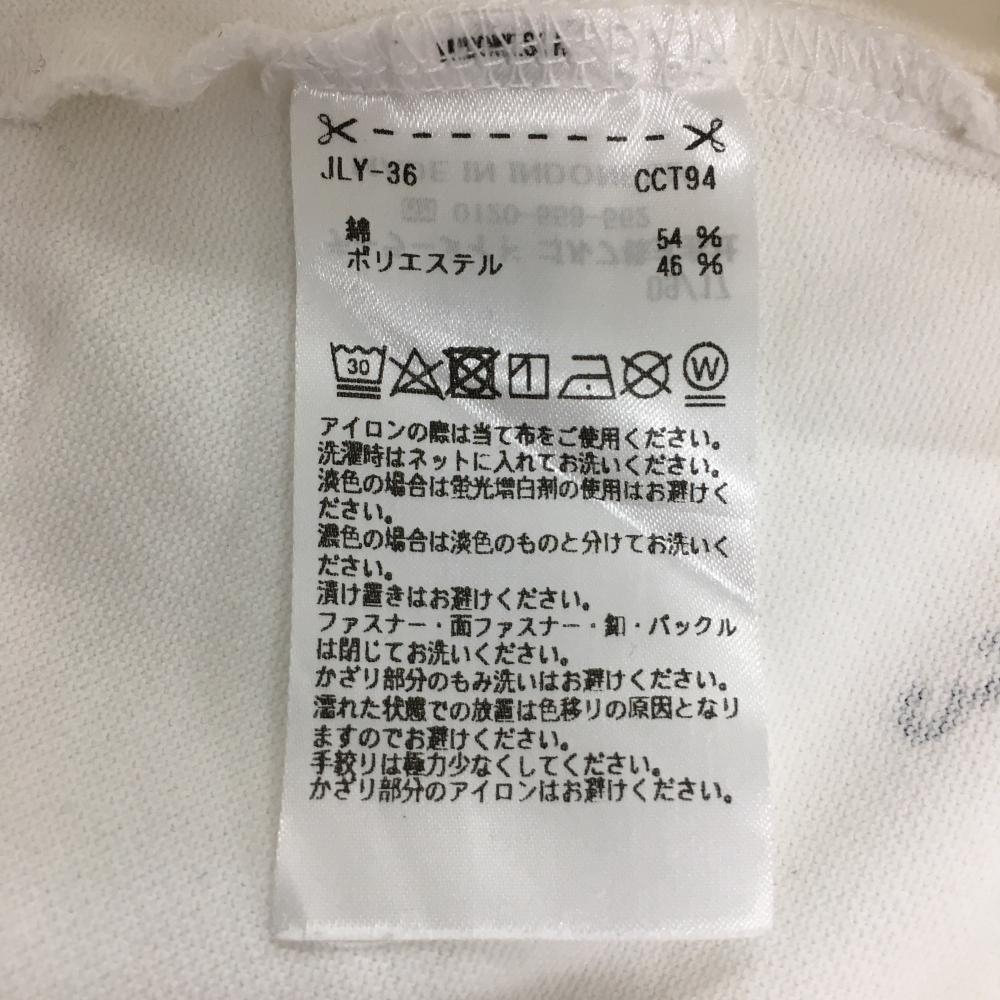 JLY-36 CCT94
綿 54 %
ポリエステル 46 %
30 W
アイロンの際は当て布をご使用ください。
洗濯時はネットに入れてお洗いください。
淡色の場合は蛍光増白剤の使用はお避けく
ださい。
濃色の場合は淡色のものと分けてお洗いく
ださい。
漬け置きはお避けください。
ファスナー・面ファスナー・釦・バックル
は閉じてお洗いください。
かざり部分のもみ洗いはお避けください。
濡れた状態での放置は色移りの原因となり
ますのでお避けください。
手絞りは極力少なくしてください。
かざり部分のアイロンはお避けください。